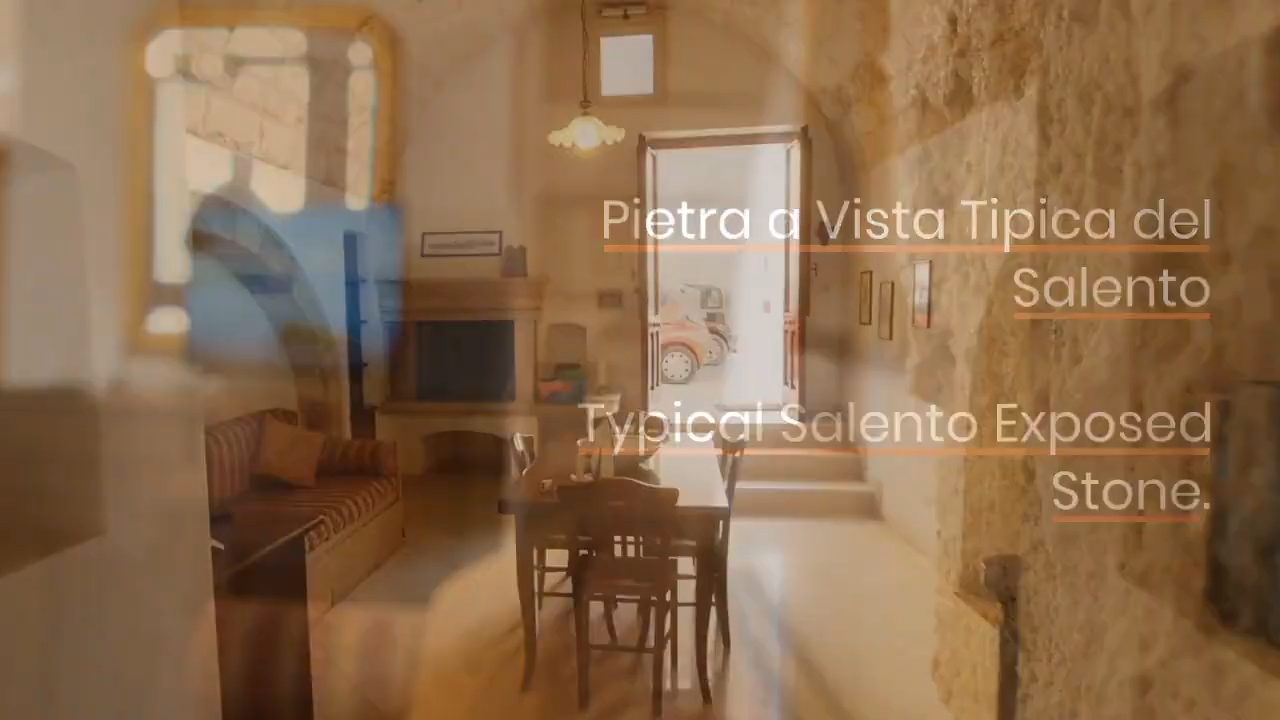 Pietra a Vista Tipica del
Salento
Typical Salento Exposed
Stone.